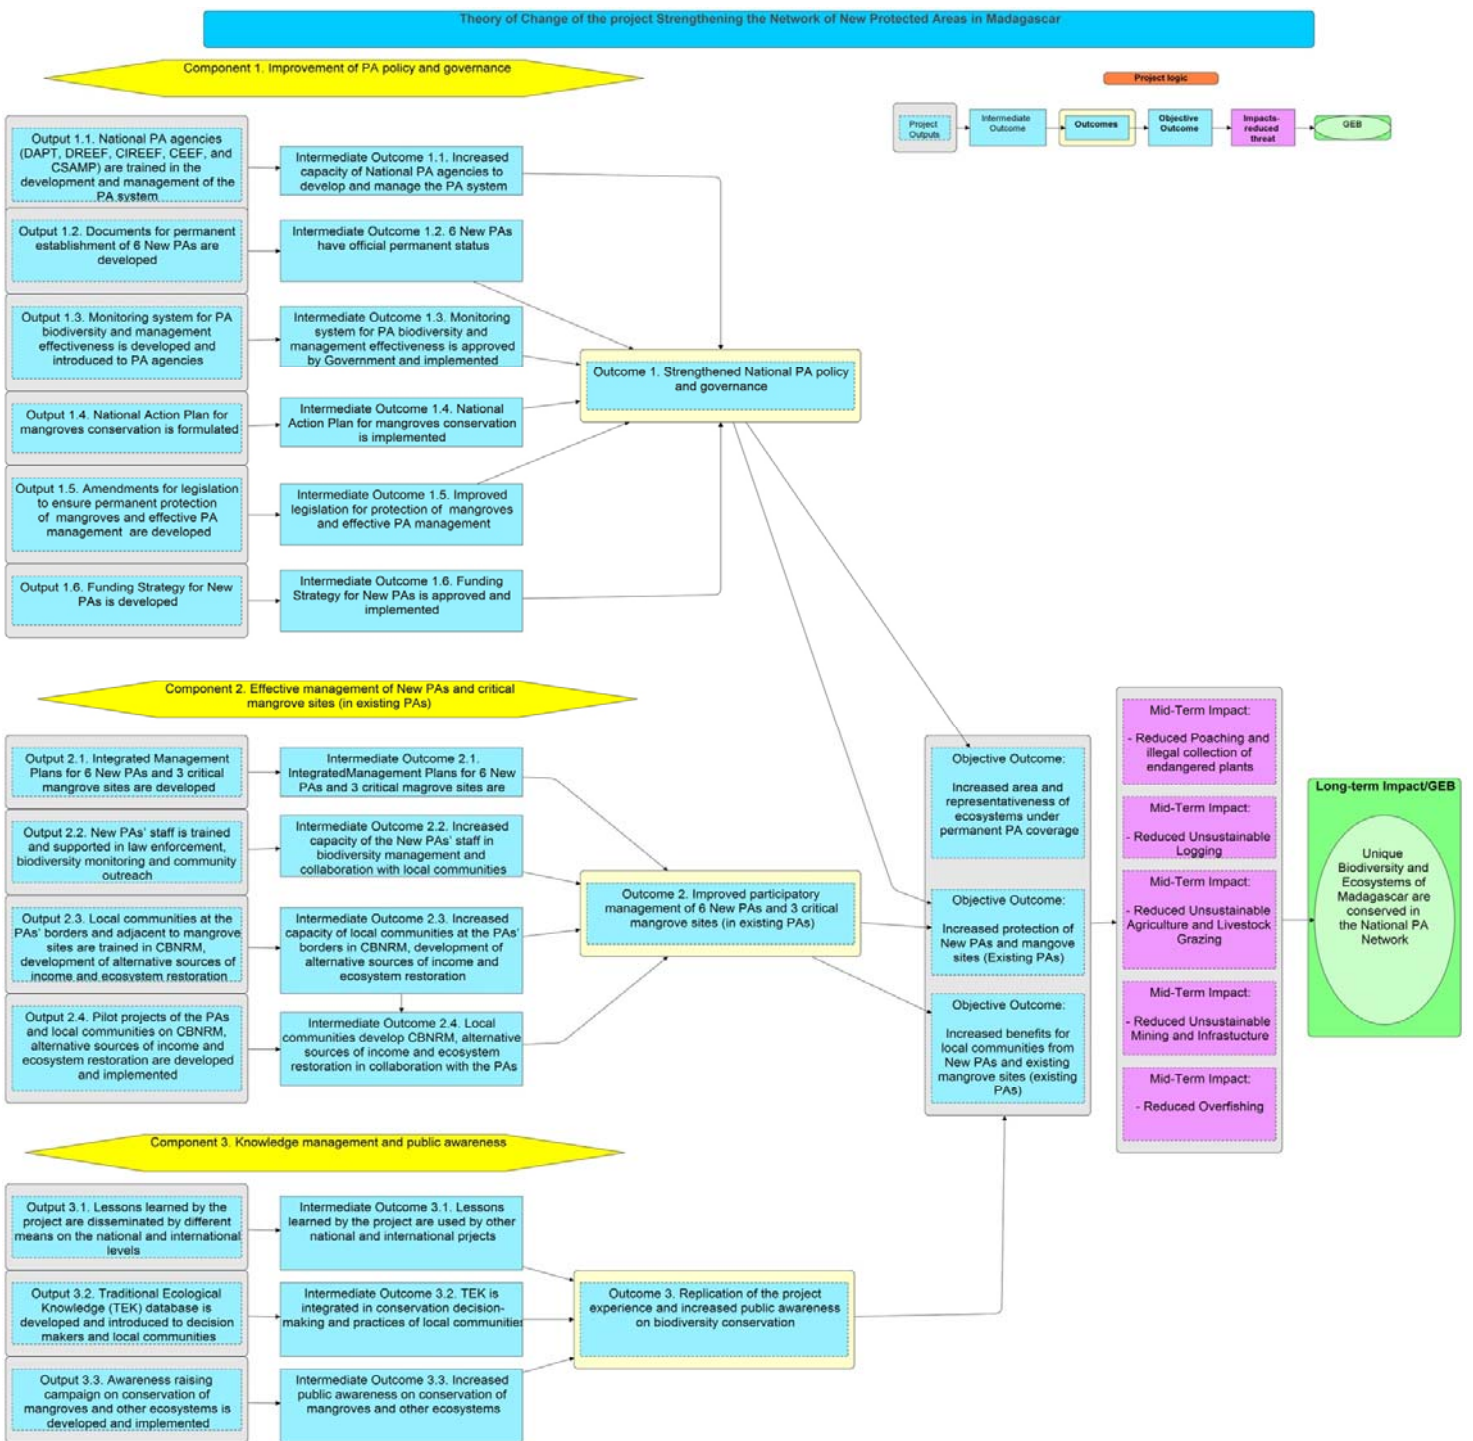 Theory of Change of the project Strengthening the Network of New Protected Areas in Madagascar
Component 1. Improvement of PA policy and governance
Project logic
Project
Outputs
Intermediate
Outcome
Outcomes
Objective
Outcome
Impacts-
reduced
threat
GEB
Output 1.1. National PA agencies
(DAPT, DREEF, CIREEF, CEEF, and
CSAMP) are trained in the
development and management of the
PA system
Intermediate Outcome 1.1. Increased
capacity of National PA agencies to
develop and manage the PA system
Output 1.2. Documents for permanent
establishment of 6 New PAs are
developed
Intermediate Outcome 1.2. 6 New PAs
have official permanent status
Output 1.3. Monitoring system for PA
biodiversity and management
effectiveness is developed and
introduced to PA agencies
Intermediate Outcome 1.3. Monitoring
system for PA biodiversity and
management effectiveness is approved
by Government and implemented
Outcome 1. Strengthened National PA policy
and governance
Output 1.4. National Action Plan for
mangroves conservation is formulated
Intermediate Outcome 1.4. National
Action Plan for mangroves conservation
is implemented
Output 1.5. Amendments for legislation
to ensure permanent protection
of mangroves and effective PA
management are developed
Intermediate Outcome 1.5. Improved
legislation for protection of mangroves
and effective PA management
Output 1.6. Funding Strategy for New
PAs is developed
Intermediate Outcome 1.6. Funding
Strategy for New PAs is approved and
implemented
Component 2. Effective management of New PAs and critical
mangrove sites (in existing PAs)
Output 2.1. Integrated Management
Plans for 6 New PAs and 3 critical
mangrove sites are developed
Intermediate Outcome 2.1.
IntegratedManagement Plans for 6 New
PAs and 3 critical magrove sites are
Output 2.2. New PAs' staff is trained
and supported in law enforcement,
biodiversity monitoring and community
outreach
Intermediate Outcome 2.2. Increased
capacity of the New PAs' staff in
biodiversity management and
collaboration with local communities
Output 2.3. Local communities at the
PAs' borders and adjacent to mangrove
sites are trained in CBNRM,
development of alternative sources of
income and ecosystem restoration
Intermediate Outcome 2.3. Increased
capacity of local communities at the PAs'
borders in CBNRM, development of
alternative sources of income and
ecosystem restoration
Output 2.4. Pilot projects of the PAs
and local communities on CBNRM,
alternative sources of income and
ecosystem restoration are developed
and implemented
Intermediate Outcome 2.4. Local
communities develop CBNRM, alternative
sources of income and ecosystem
restoration in collaboration with the PAs
Outcome 2. Improved participatory
management of 6 New PAs and 3 critical
mangrove sites (in existing PAs)
Objective Outcome:
Increased area and
representativeness of
ecosystems under
permanent PA coverage
Objective Outcome:
Increased protection of
New PAs and mangove
sites (Existing PAs)
Objective Outcome:
Increased benefits for
local communities from
New PAs and existing
mangrove sites (existing
PAs)
Mid-Term Impact:
- Reduced Poaching and
illegal collection of
endangered plants
Mid-Term Impact:
- Reduced Unsustainable
Logging
Mid-Term Impact:
- Reduced Unsustainable
Agriculture and Livestock
Grazing
Mid-Term Impact:
- Reduced Unsustainable
Mining and Infrastucture
Mid-Term Impact:
- Reduced Overfishing
Long-term Impact/GEB
Unique
Biodiversity and
Ecosystems of
Madagascar are
conserved in
the National PA
Network
Component 3. Knowledge management and public awareness
Output 3.1. Lessons learned by the
project are disseminated by different
means on the national and international
levels
Intermediate Outcome 3.1. Lessons
learned by the project are used by other
national and international prjects
Output 3.2. Traditional Ecological
Knowledge (TEK) database is
developed and introduced to decision
makers and local communities
Intermediate Outcome 3.2. TEK is
integrated in conservation decision-
making and practices of local communities
Output 3.3. Awareness raising
campaign on conservation of
mangroves and other ecosystems is
developed and implemented
Intermediate Outcome 3.3. Increased
public awareness on conservation of
mangroves and other ecosystems
Outcome 3. Replication of the project
experience and increased public awareness
on biodiversity conservation